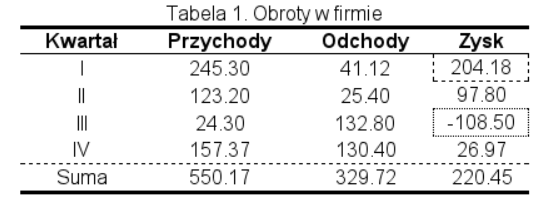 Tabela 1. Obroty w firmie
Kwartał Przychody Odchody Zysk
I 245.30 41.12 204.18
II 123.20 25.40 97.80
III 24.30 132.80 -108.50
IV 157.37 130.40 26.97
Suma 550.17 329.72 220.45